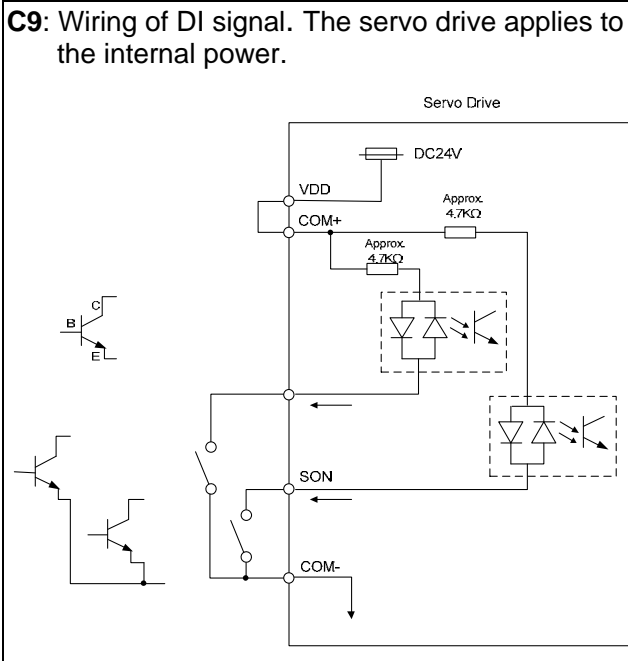 C9: Wiring of DI signal. The servo drive applies to
the internal power.
Servo Drive
DC24V
VDD
COM+
Approx.
4.7KΩ
Approx.
4.7KΩ
C
B
E
SON
COM-